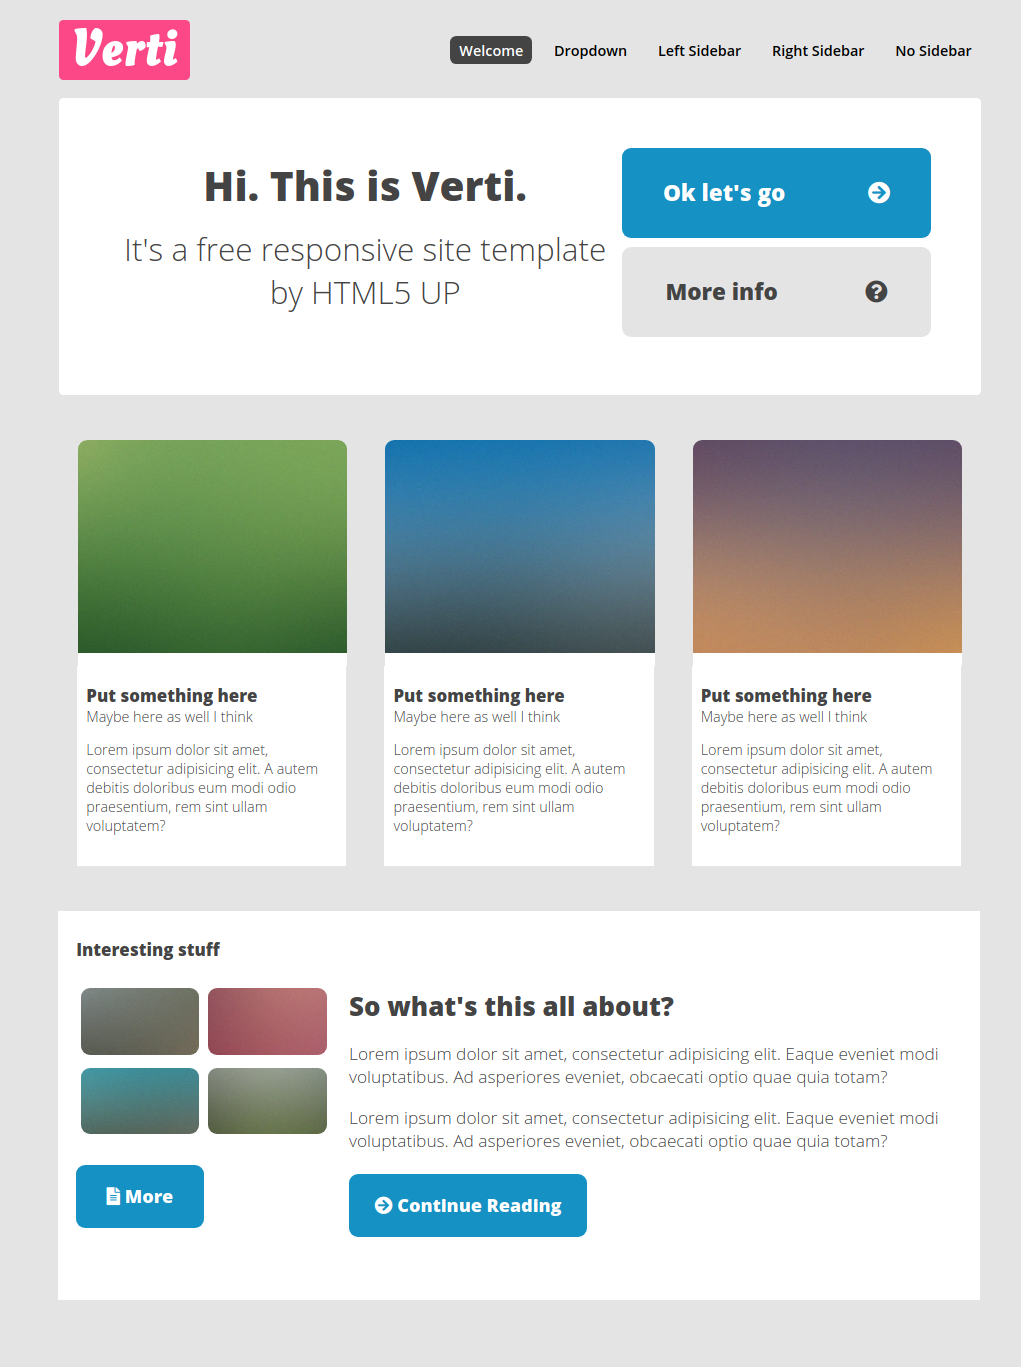 Verti
Welcome Dropdown Left Sidebar Right Sidebar No Sidebar
Hi. This is Verti.
It's a free responsive site template
by HTML5 UP
Ok let's go
More info
Put something here
Maybe here as well I think
Lorem ipsum dolor sit amet,
consectetur adipisicing elit. A autem
debitis doloribus eum modi odio
praesentium, rem sint ullam
voluptatem?
Put something here
Maybe here as well I think
Lorem ipsum dolor sit amet,
consectetur adipisicing elit. A autem
debitis doloribus eum modi odio
praesentium, rem sint ullam
voluptatem?
Put something here
Maybe here as well I think
Lorem ipsum dolor sit amet,
consectetur adipisicing elit. A autem
debitis doloribus eum modi odio
praesentium, rem sint ullam
voluptatem?
Interesting stuff
More
So what's this all about?
Lorem ipsum dolor sit amet, consectetur adipisicing elit. Eaque eveniet modi
voluptatibus. Ad asperiores eveniet, obcaecati optio quae quia totam?
Lorem ipsum dolor sit amet, consectetur adipisicing elit. Eaque eveniet modi
voluptatibus. Ad asperiores eveniet, obcaecati optio quae quia totam?
Continue Reading